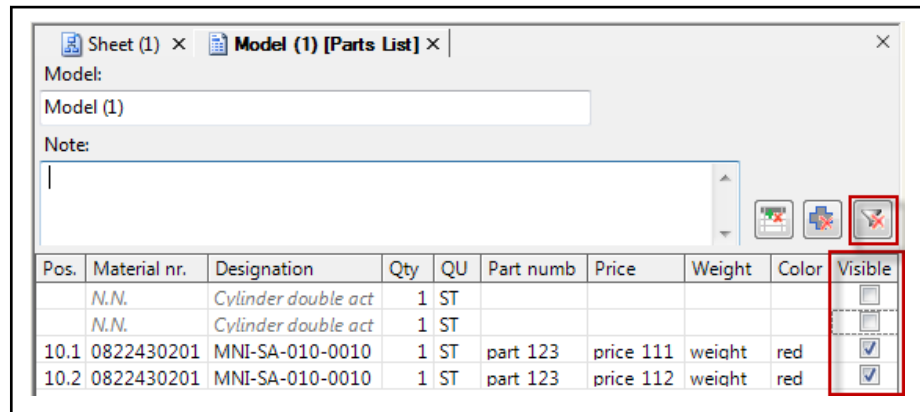 Sheet (1) × Model (1) [Parts List] × ×
Model:
Model (1)
Note:
Pos. Material nr. Designation Qty QU Part numb Price Weight Color Visible
N.N. Cylinder double act 1 ST
N.N. Cylinder double act 1 ST
10.1 0822430201 MNI-SA-010-0010 1 ST part 123 price 111 weight red
10.2 0822430201 MNI-SA-010-0010 1 ST part 123 price 112 weight red